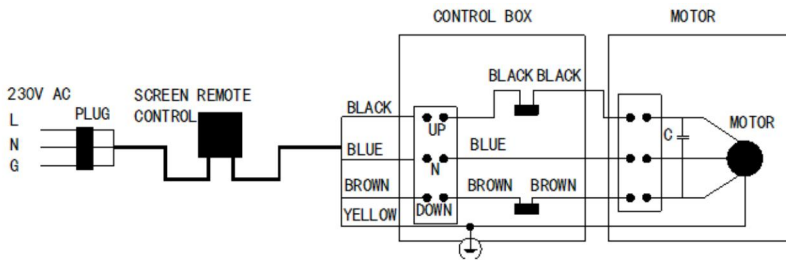 CONTROL BOX
MOTOR
BLACK BLACK
230V AC
SCREEN REMOTE
CONTROL
L
PLUG
BLACK
UP
C
MOTOR
N
BLUE
BLUE
N
G
BROWN
BROWN
BROWN
DOWN
YELLOW